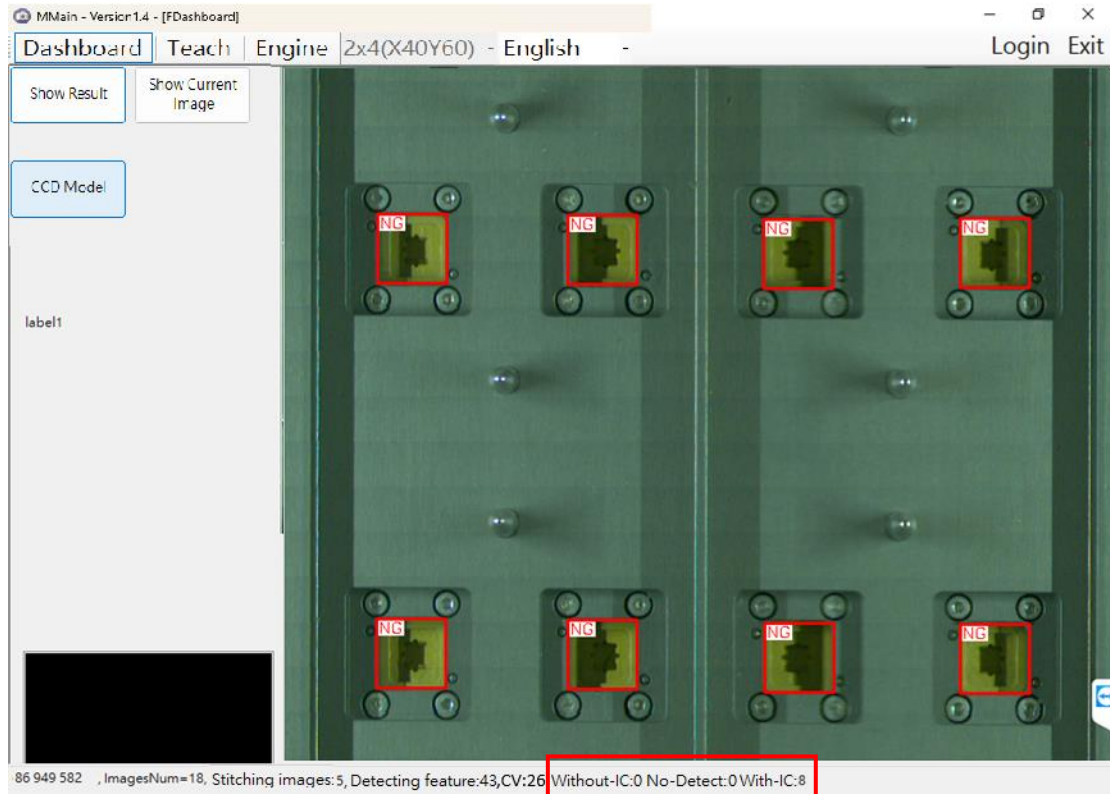 MMain - Version1.4 - [FDashboard]
Dashboard Teach Engine 2x4(X40Y60) - English - Login Exit
Show Result
Show Current
Image
CCD Model
NG NG NG NG
label1
NG NG NG NG
86 949 582 , ImagesNum=18, Stitching images:5, Detecting feature:43,CV:26 Without-IC:0 No-Detect:0 With-IC:8